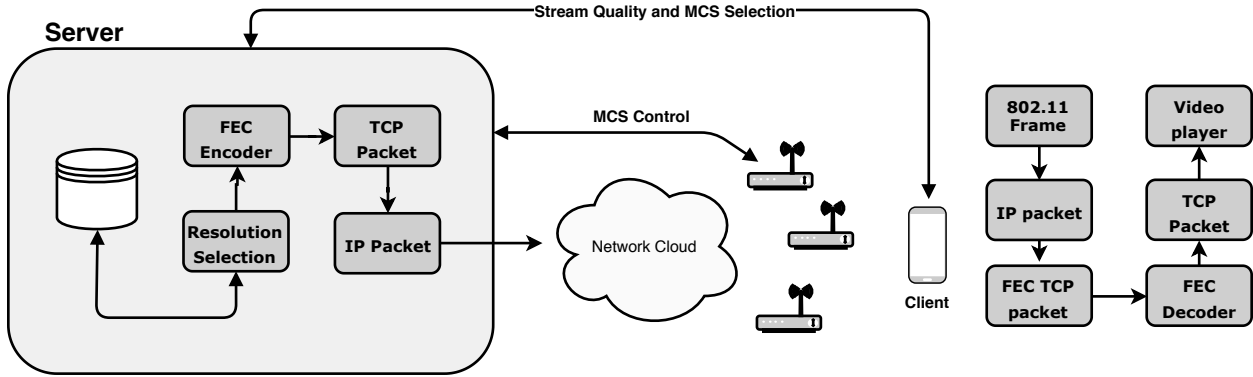 Stream Quality and MCS Selection
Server
FEC
Encoder
TCP
Packet
Resolution
Selection
IP Packet
MCS Control
Network Cloud
Client
802.11
Frame
IP packet
FEC TCP
packet
FEC
Decoder
TCP
Packet
Video
player